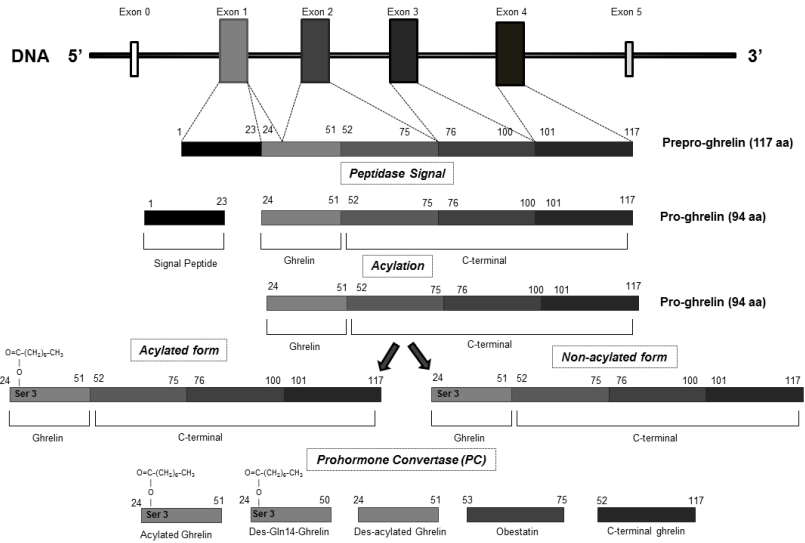 Exon 0 Exon 1 Exon 2 Exon 3 Exon 4 Exon 5
DNA 5’ 3’
1 23 24 51 52 75 76 100 101 117
Prepro-ghrelin (117 aa)
Peptidase Signal
1 23 24 51 52 75 76 100 101 117
Pro-ghrelin (94 aa)
Signal Peptide Ghrelin C-terminal
Acylation
24 51 52 75 76 100 101 117
Pro-ghrelin (94 aa)
Ghrelin C-terminal
Acylated form Non-acylated form
O=C-(CH₂)₆-CH₃
O
24 51 52 75 76 100 101 117 24 51 52 75 76 100 101 117
Ser 3 Ser 3
Ghrelin C-terminal Ghrelin C-terminal
Prohormone Convertase (PC)
O=C-(CH₂)₆-CH₃ O=C-(CH₂)₆-CH₃
O O
24 51 24 50 24 51 53 75 52 117
Ser 3 Ser 3
Acylated Ghrelin Des-Gln14-Ghrelin Des-acylated Ghrelin Obestatin C-terminal ghrelin